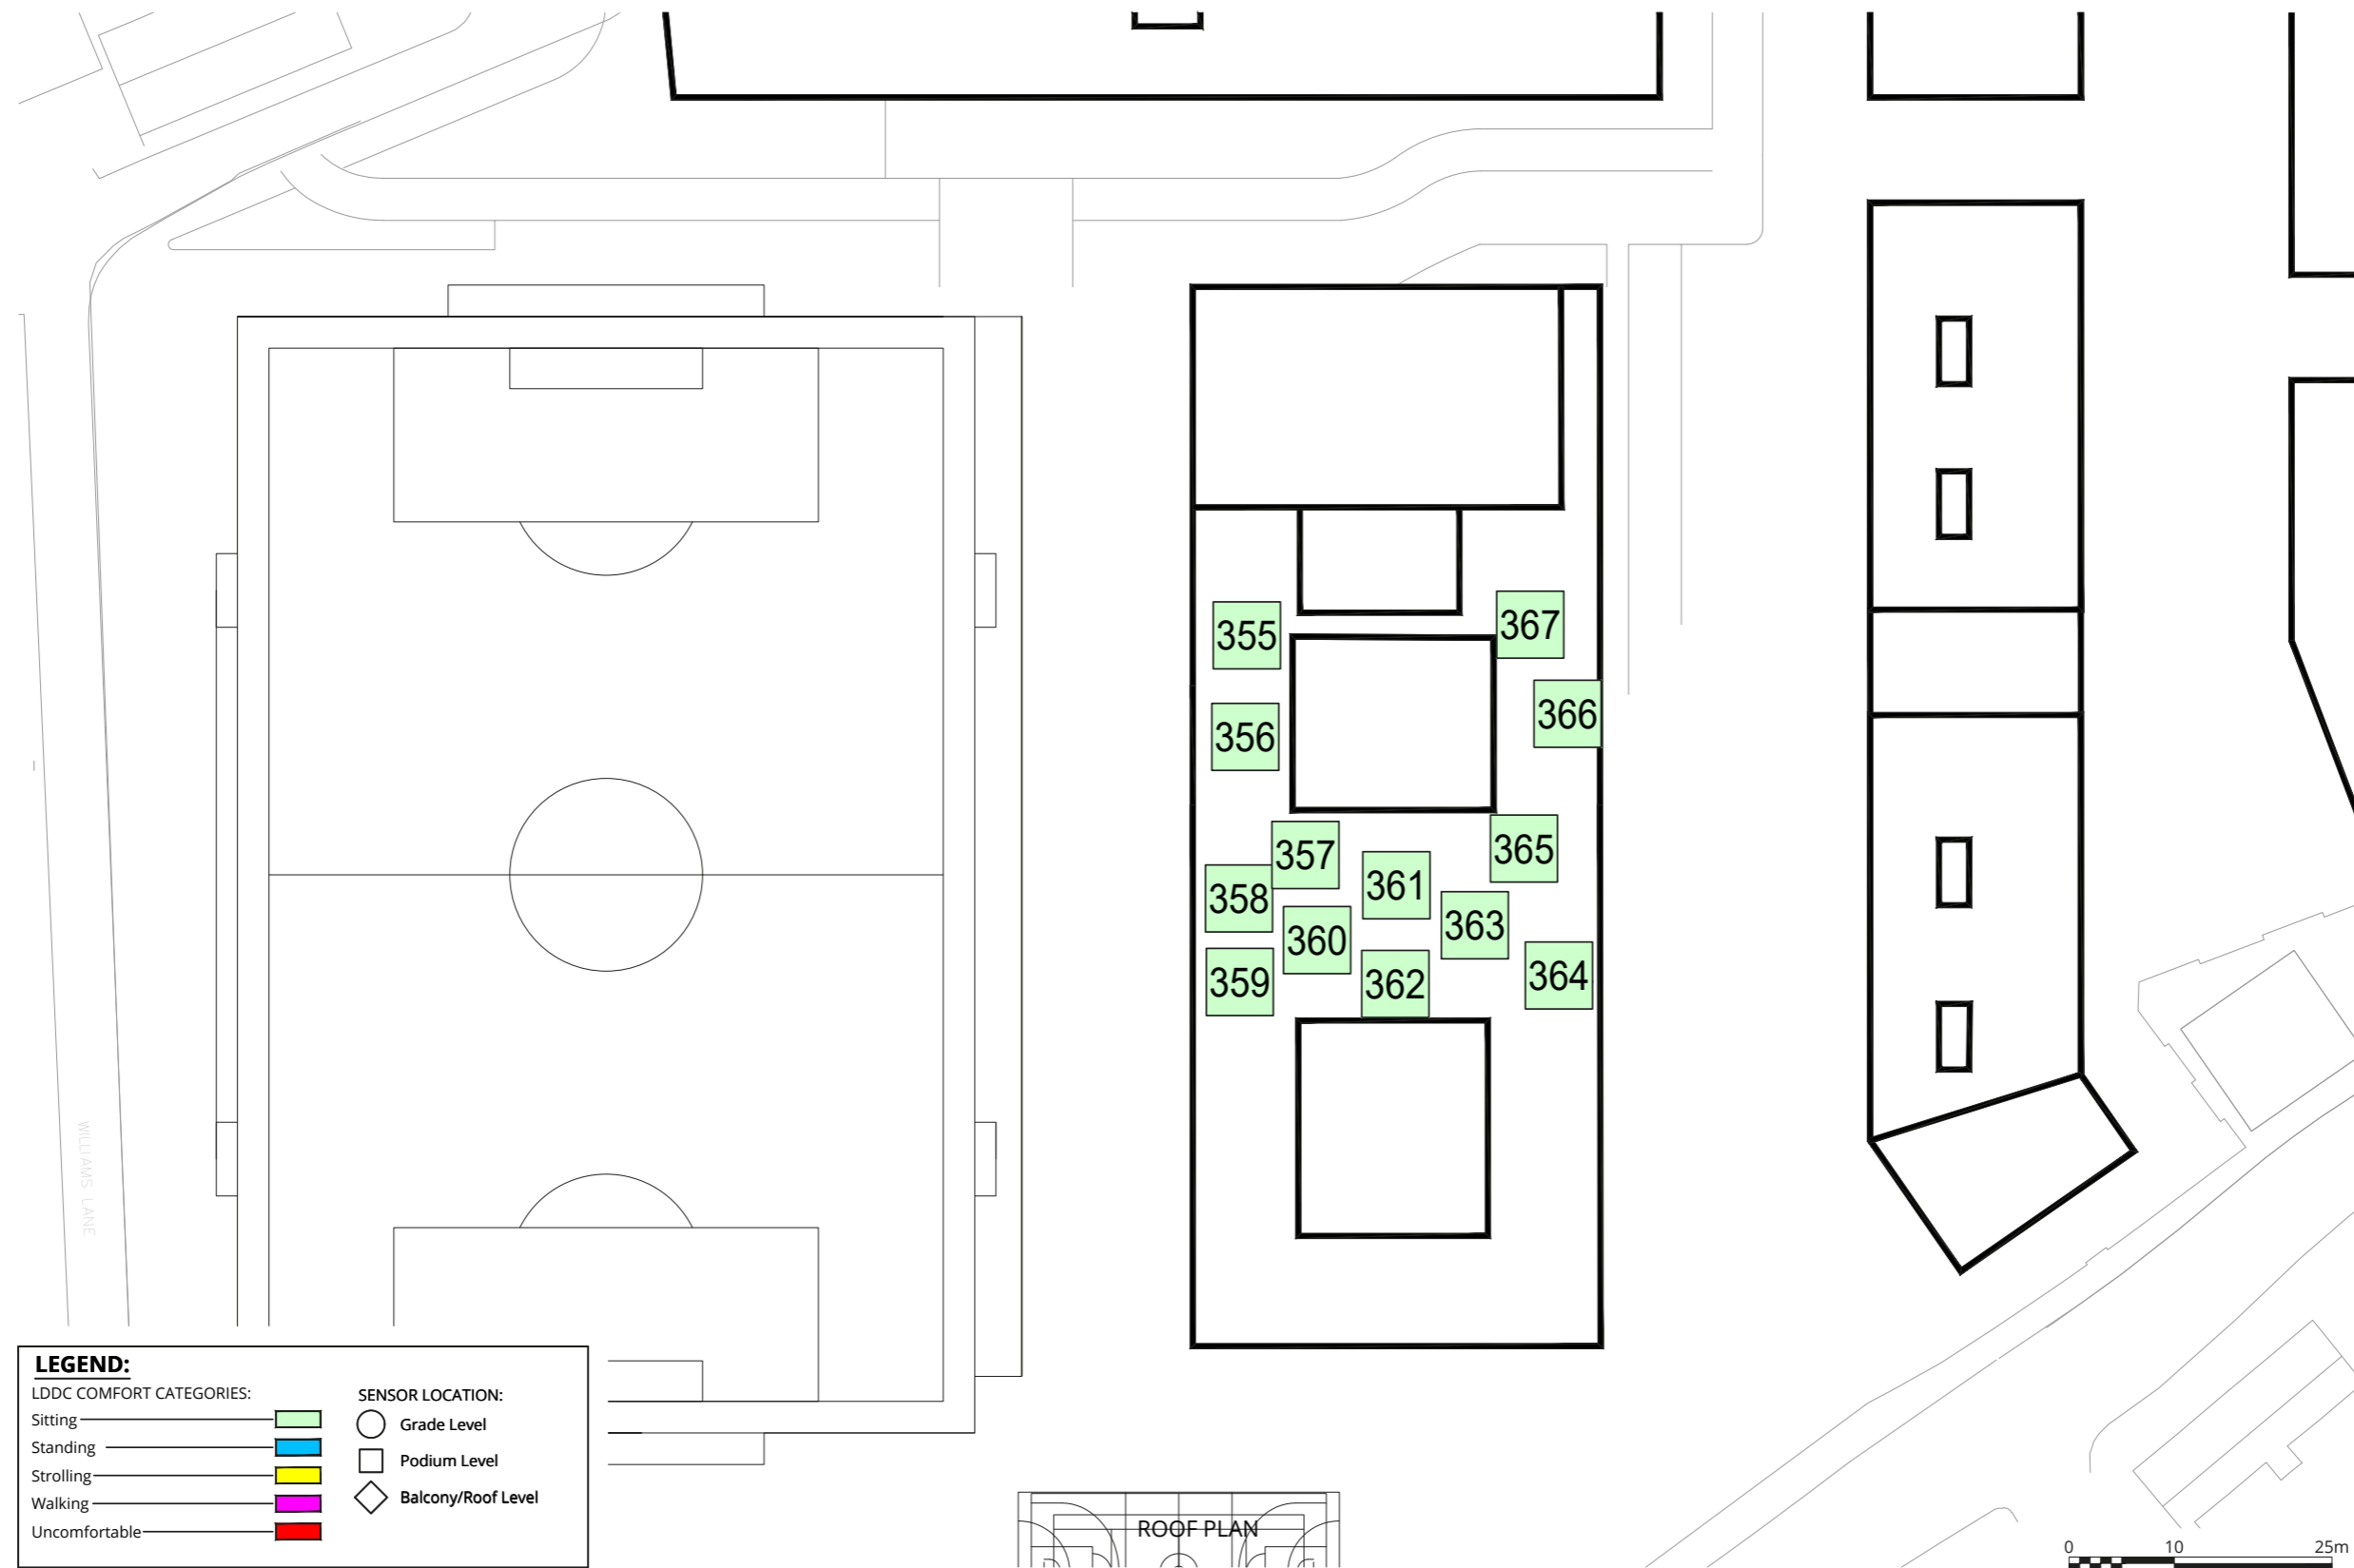 355
367
366
356
365
357
361
358
363
360
364
359
362
WILLIAMS LANE
LEGEND:
LDDC COMFORT CATEGORIES:
Sitting
Standing
Strolling
Walking
Uncomfortable
SENSOR LOCATION:
Grade Level
Podium Level
Balcony/Roof Level
ROOF PLAN
0 10 25m